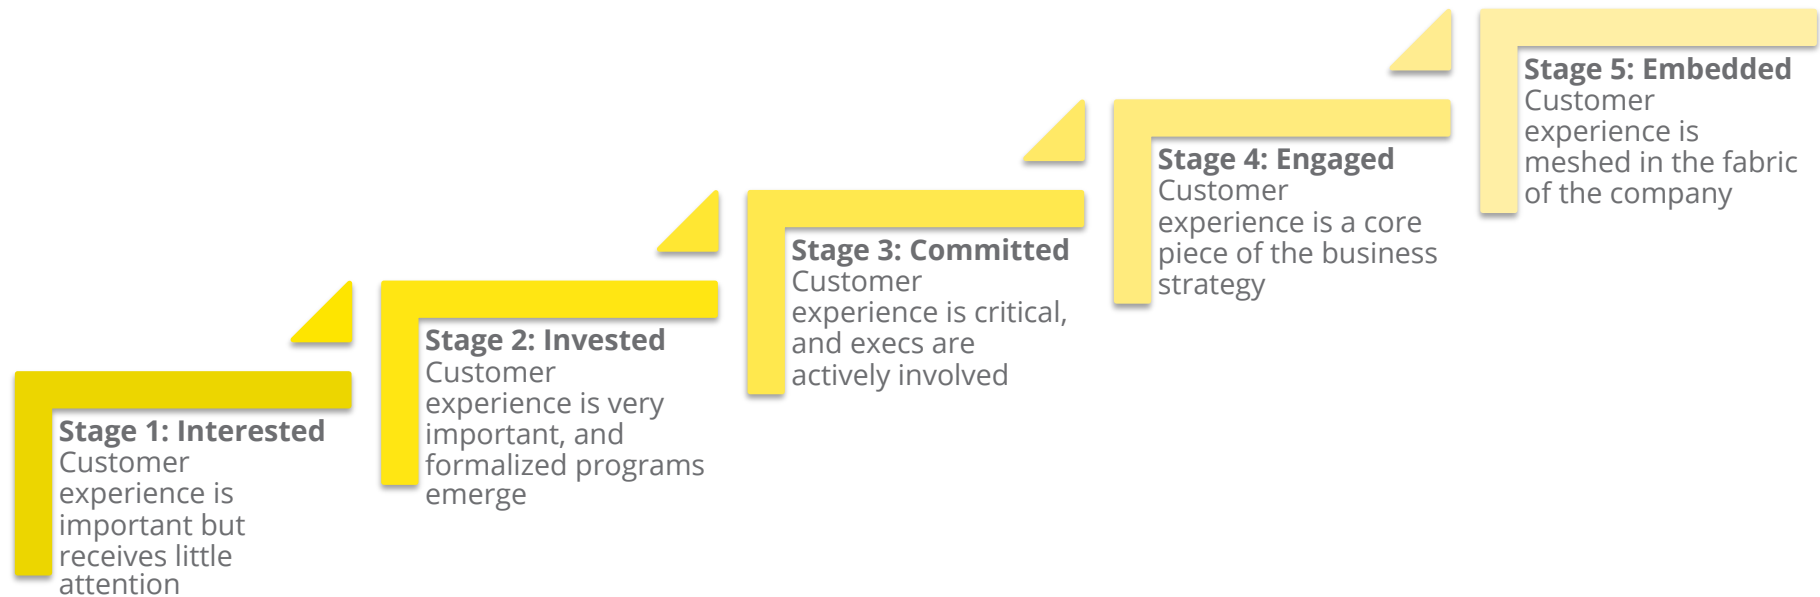 Stage 1: Interested
Customer
experience is
important but
receives little
attention
Stage 2: Invested
Customer
experience is very
important, and
formalized programs
emerge
Stage 3: Committed
Customer
experience is critical,
and execs are
actively involved
Stage 4: Engaged
Customer
experience is a core
piece of the business
strategy
Stage 5: Embedded
Customer
experience is
meshed in the fabric
of the company